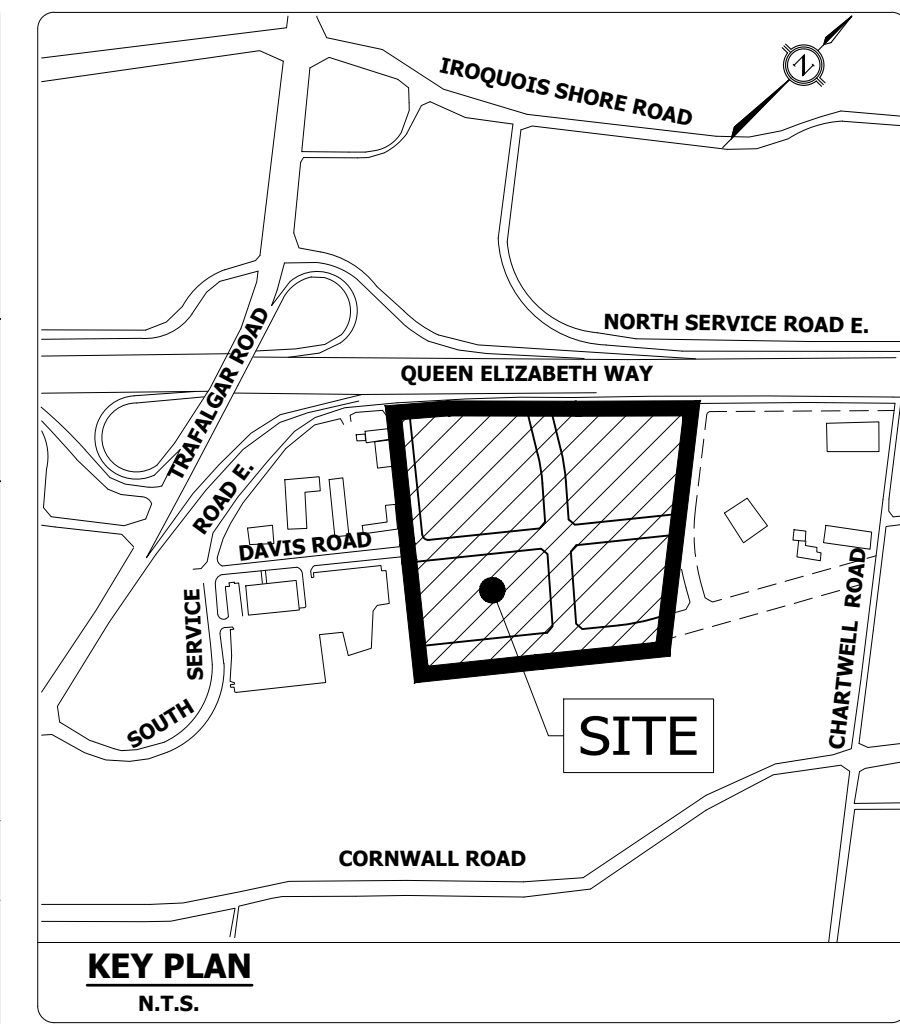 IROQUOIS SHORE ROAD
N
NORTH SERVICE ROAD E.
QUEEN ELIZABETH WAY
TRAFALGAR ROAD
SOUTH SERVICE ROAD E.
DAVIS ROAD
CHARTWELL ROAD
SITE
CORNWALL ROAD
KEY PLAN
N.T.S.